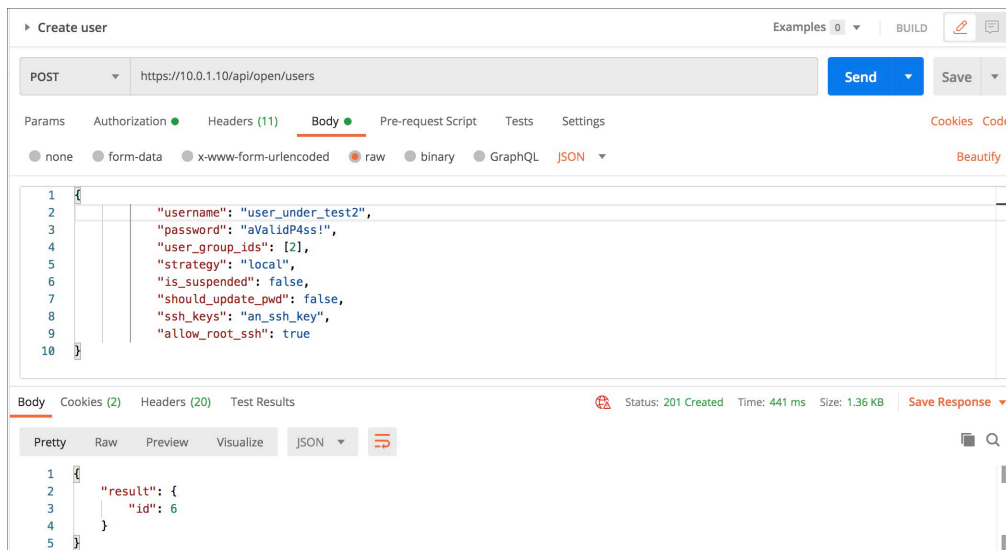 Create user Examples 0 BUILD
POST https://10.0.1.10/api/open/users Send Save
Params Authorization Headers (11) Body Pre-request Script Tests Settings Cookies Code
none form-data x-www-form-urlencoded raw binary GraphQL JSON Beautify
1 {
2 "username": "user_under_test2",
3 "password": "aValidP4ss!",
4 "user_group_ids": [2],
5 "strategy": "local",
6 "is_suspended": false,
7 "should_update_pwd": false,
8 "ssh_keys": "an_ssh_key",
9 "allow_root_ssh": true
10 }
Body Cookies (2) Headers (20) Test Results Status: 201 Created Time: 441 ms Size: 1.36 KB Save Response
Pretty Raw Preview Visualize JSON
1 {
2 "result": {
3 "id": 6
4 }
5 }